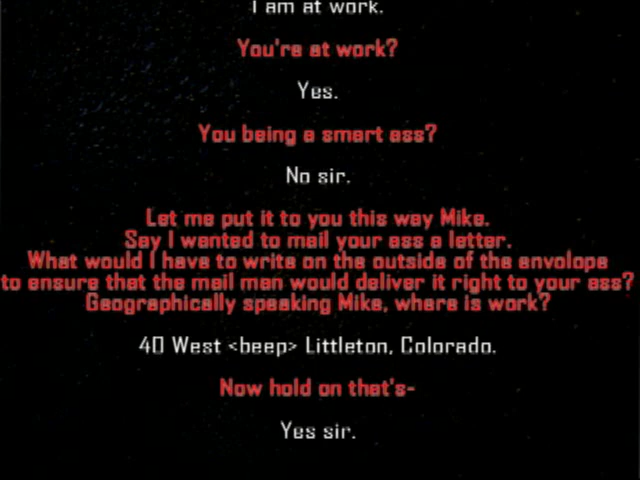 I am at work.
You're at work?
Yes.
You being a smart ass?
No sir.
Let me put it to you this way Mike.
Say I wanted to mail your ass a letter.
What would I have to write on the outside of the envolope
to ensure that the mail man would deliver it right to your ass?
Geographically speaking Mike, where is work?
40 West <beep> Littleton, Colorado.
Now hold on that's-
Yes sir.